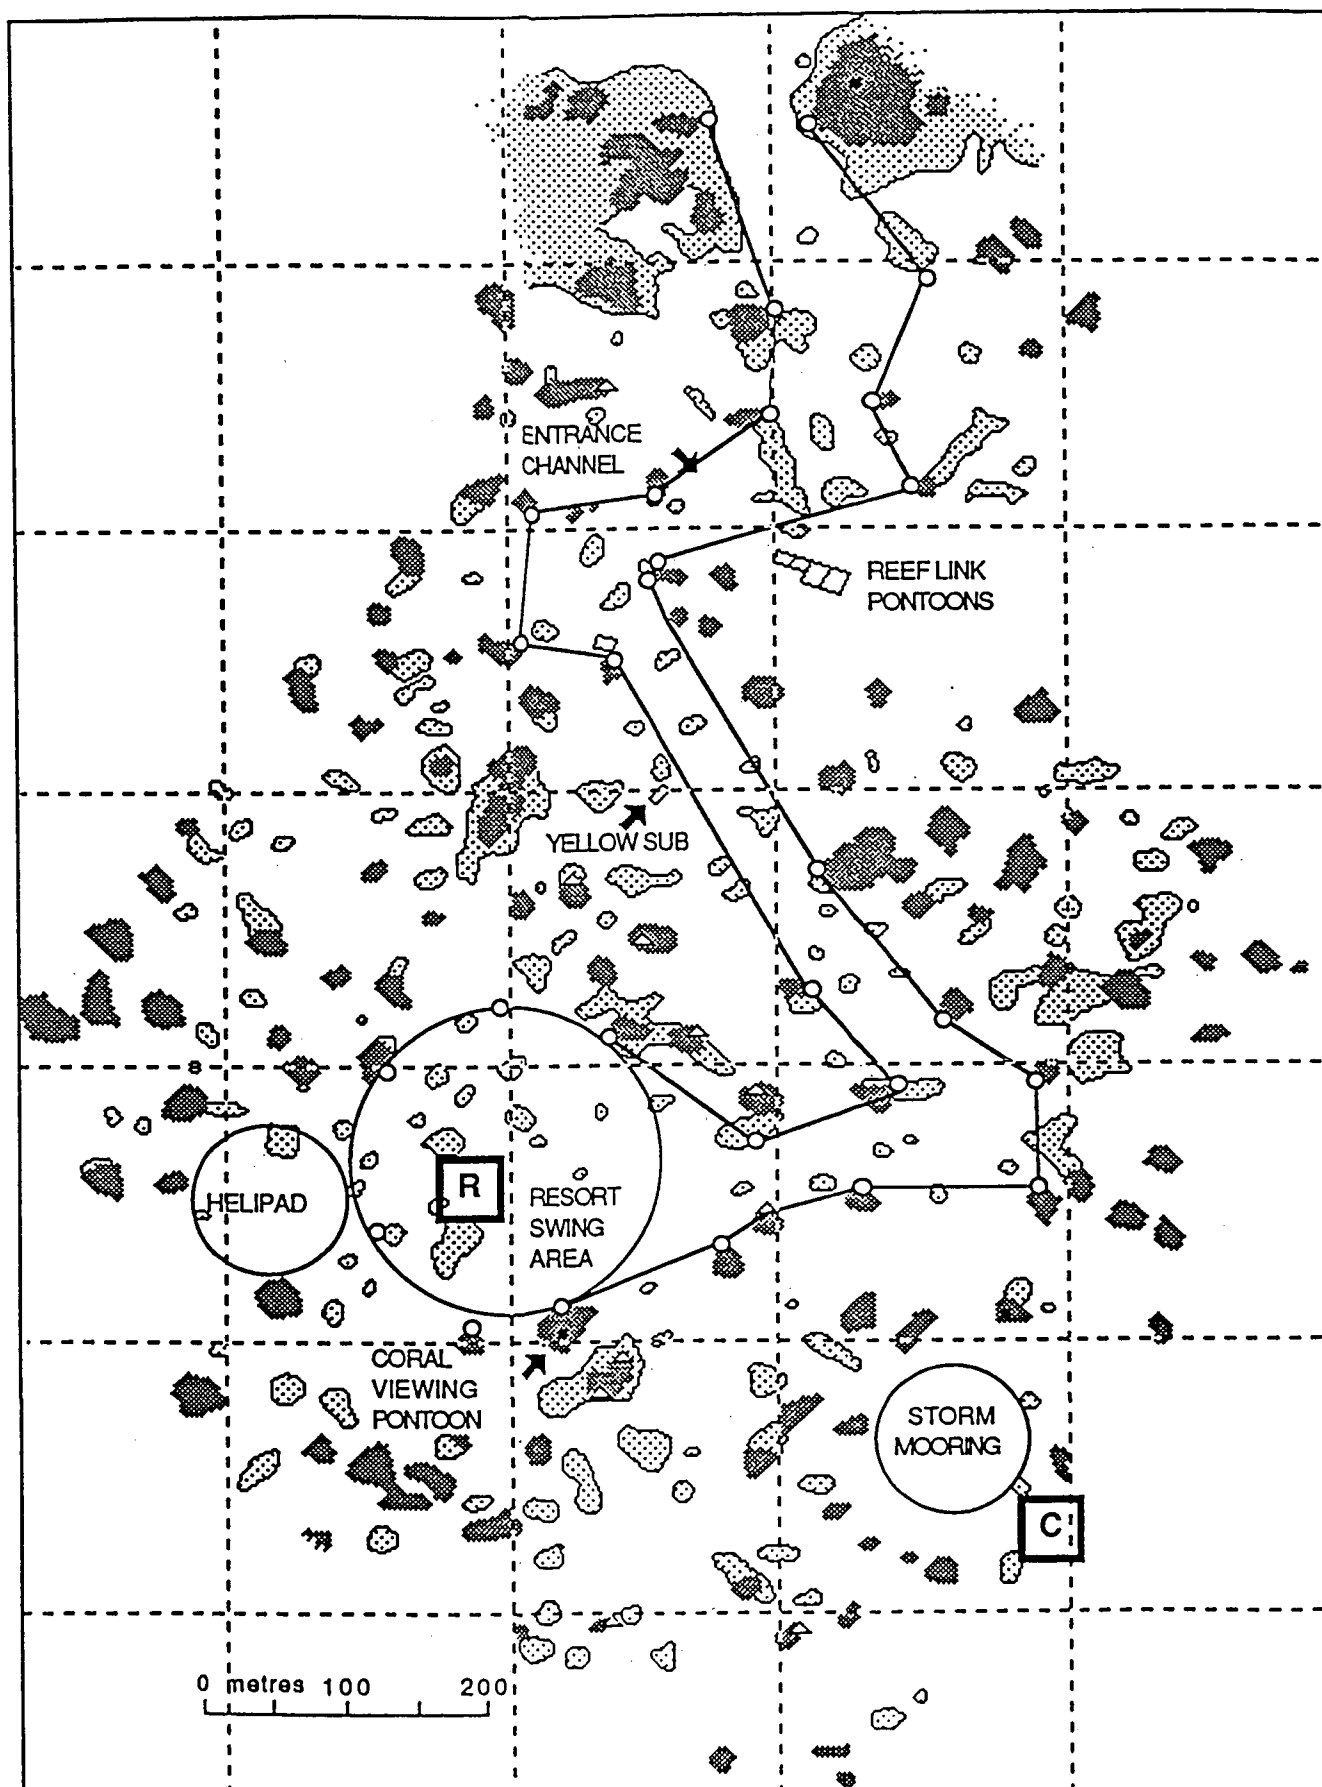 ENTRANCE
CHANNEL
REEF LINK
PONTOONS
YELLOW SUB
HELIPAD
R
RESORT
SWING
AREA
CORAL
VIEWING
PONTOON
STORM
MOORING
C
0 metres 100 200